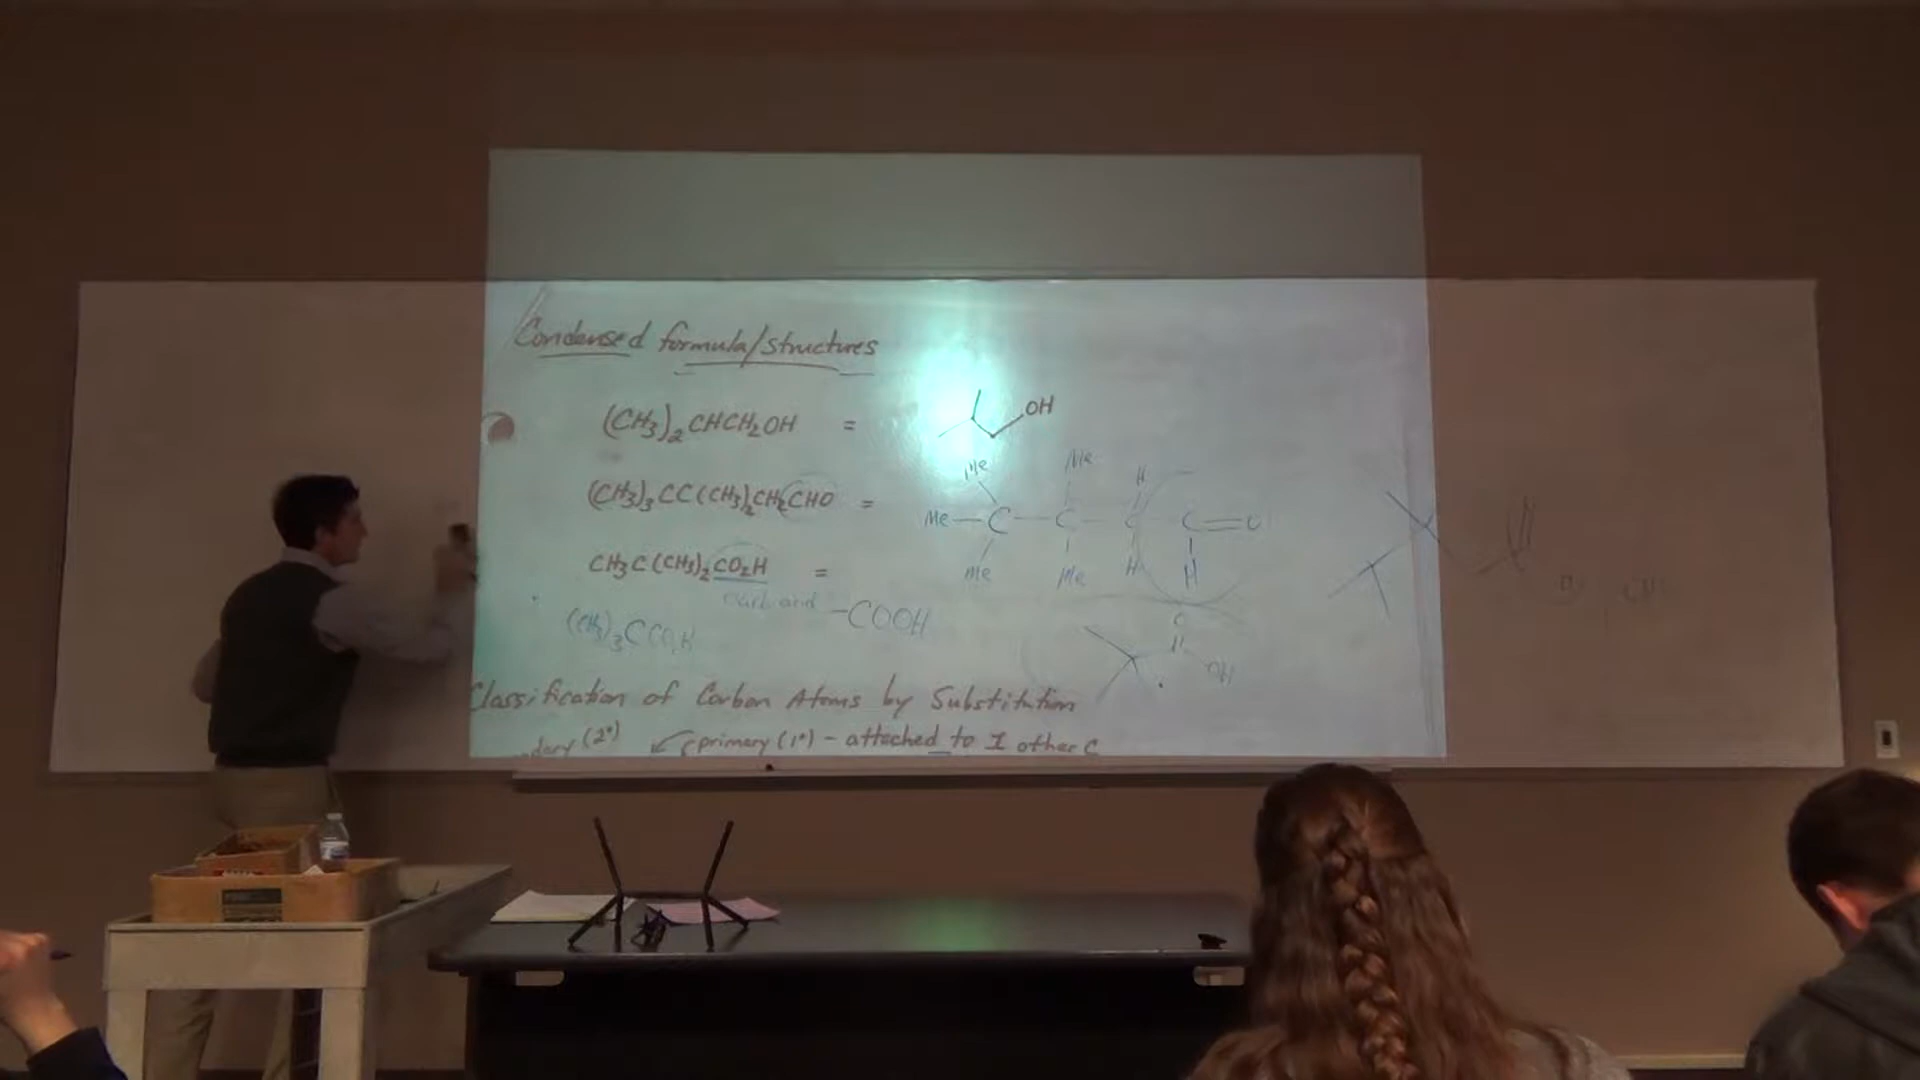 Condensed formula/structures
(CH3)2CHCH2OH = OH
Me Me H
(CH3)3CC(CH3)2CH2CHO = Me C C C C O
Me Me H H
CH3C(CH3)2CO2H =
(CH3)3CCO2H -COOH
OH
Classification of Carbon Atoms by Substitution
dary (2°) primary (1°) - attached to 1 other C